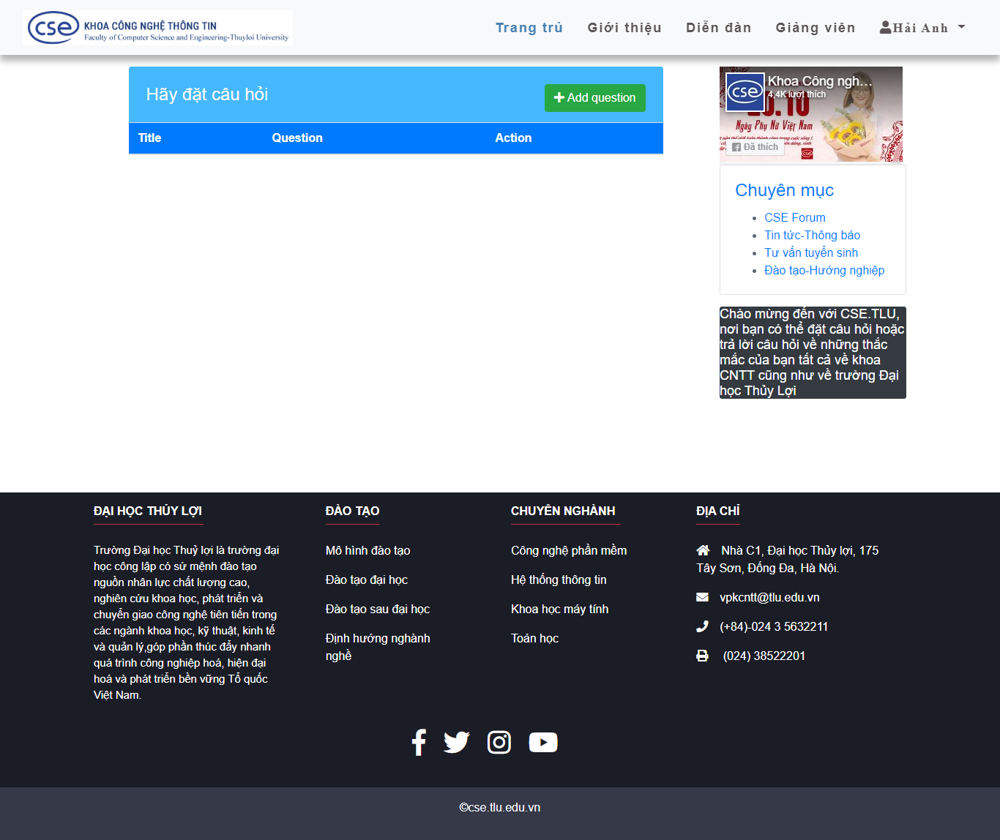 cse KHOA CÔNG NGHỆ THÔNG TIN
Faculty of Computer Science and Engineering-Thuyloi University
Trang trủ Giới thiệu Diễn đàn Giảng viên Hải Anh
Hãy đặt câu hỏi
Add question
Title Question Action
cse
Khoa Công ngh...
4,4K lượt thích
20.10
Ngày Phụ Nữ Việt Nam
Đã thích
Chuyên mục
CSE Forum
Tin tức-Thông báo
Tư vấn tuyển sinh
Đào tạo-Hướng nghiệp
Chào mừng đến với CSE.TLU,
nơi bạn có thể đặt câu hỏi hoặc
trả lời câu hỏi về những thắc
mắc của bạn tất cả về khoa
CNTT cũng như về trường Đại
học Thủy Lợi
ĐẠI HỌC THỦY LỢI
Trường Đại học Thuỷ lợi là trường đại
học công lập có sứ mệnh đào tạo
nguồn nhân lực chất lượng cao,
nghiên cứu khoa học, phát triển và
chuyển giao công nghệ tiên tiến trong
các ngành khoa học, kỹ thuật, kinh tế
và quản lý,góp phần thúc đẩy nhanh
quá trình công nghiệp hoá, hiện đại
hoá và phát triển bền vững Tổ quốc
Việt Nam.
ĐÀO TẠO
Mô hình đào tạo
Đào tạo đại học
Đào tạo sau đại học
Định hướng nghành
nghề
CHUYÊN NGHÀNH
Công nghệ phần mềm
Hệ thống thông tin
Khoa học máy tính
Toán học
ĐỊA CHỈ
Nhà C1, Đại học Thủy lợi, 175
Tây Sơn, Đống Đa, Hà Nội.
vpkcntt@tlu.edu.vn
(+84)-024 3 5632211
(024) 38522201
©cse.tlu.edu.vn